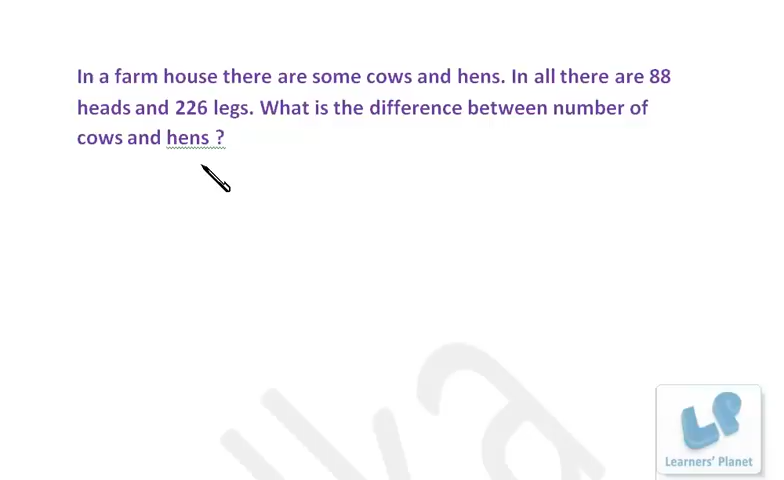 In a farm house there are some cows and hens. In all there are 88
heads and 226 legs. What is the difference between number of
cows and hens ?
LP
Learners' Planet